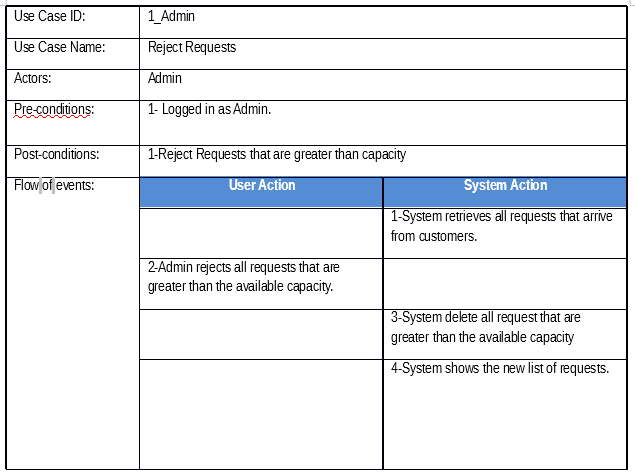 Use Case ID: 1_Admin
Use Case Name: Reject Requests
Actors: Admin
Pre-conditions: 1- Logged in as Admin.
Post-conditions: 1-Reject Requests that are greater than capacity
Flow of events: User Action System Action
1-System retrieves all requests that arrive
from customers.
2-Admin rejects all requests that are
greater than the available capacity.
3-System delete all request that are
greater than the available capacity
4-System shows the new list of requests.